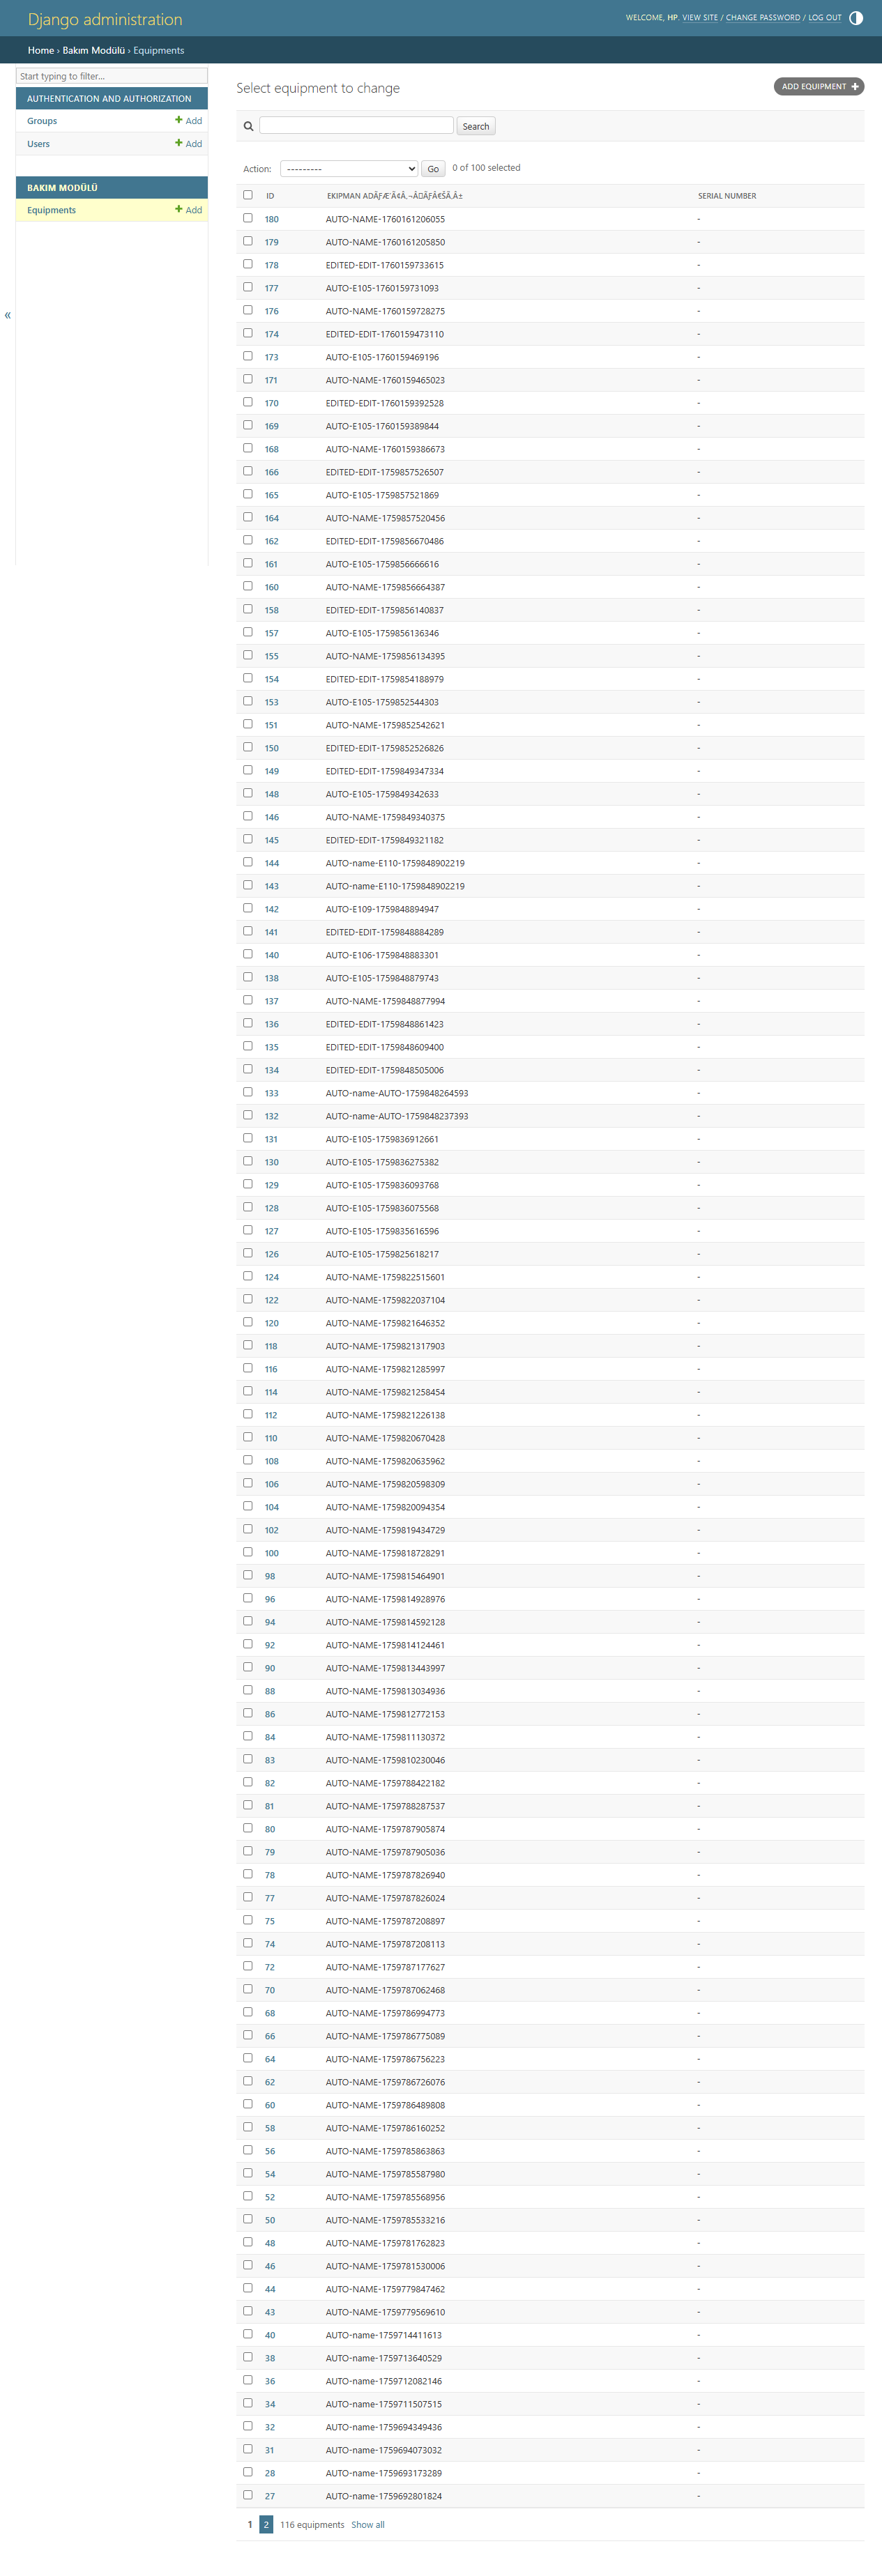 Django administration
WELCOME, HP. VIEW SITE / CHANGE PASSWORD / LOG OUT
Home › Bakım Modülü › Equipments
Start typing to filter...
AUTHENTICATION AND AUTHORIZATION
Groups + Add
Users + Add
BAKIM MODÜLÜ
Equipments + Add
«
Select equipment to change
ADD EQUIPMENT +
Search
Action: --------- Go 0 of 100 selected
ID EKIPMAN SERIAL NUMBER
180 AUTO-NAME-1760161206055 -
179 AUTO-NAME-1760161205850 -
178 EDITED-EDIT-1760159733615 -
177 AUTO-E105-1760159731093 -
176 AUTO-NAME-1760159728275 -
174 EDITED-EDIT-1760159473110 -
173 AUTO-E105-1760159469196 -
171 AUTO-NAME-1760159465023 -
170 EDITED-EDIT-1760159392528 -
169 AUTO-E105-1760159389844 -
168 AUTO-NAME-1760159386673 -
166 EDITED-EDIT-1759857526507 -
165 AUTO-E105-1759857521869 -
164 AUTO-NAME-1759857520456 -
162 EDITED-EDIT-1759856670486 -
161 AUTO-E105-1759856666616 -
160 AUTO-NAME-1759856664387 -
158 EDITED-EDIT-1759856140837 -
157 AUTO-E105-1759856136346 -
155 AUTO-NAME-1759856134395 -
154 EDITED-EDIT-1759854188979 -
153 AUTO-E105-1759852544303 -
151 AUTO-NAME-1759852542621 -
150 EDITED-EDIT-1759852526826 -
149 EDITED-EDIT-1759849347334 -
148 AUTO-E105-1759849342633 -
146 AUTO-NAME-1759849340375 -
145 EDITED-EDIT-1759849321182 -
144 AUTO-name-E110-1759848902219 -
143 AUTO-name-E110-1759848902219 -
142 AUTO-E109-1759848894947 -
141 EDITED-EDIT-1759848884289 -
140 AUTO-E106-1759848883301 -
138 AUTO-E105-1759848879743 -
137 AUTO-NAME-1759848877994 -
136 EDITED-EDIT-1759848861423 -
135 EDITED-EDIT-1759848609400 -
134 EDITED-EDIT-1759848505006 -
133 AUTO-name-AUTO-1759848264593 -
132 AUTO-name-AUTO-1759848237393 -
131 AUTO-E105-1759836912661 -
130 AUTO-E105-1759836275382 -
129 AUTO-E105-1759836093768 -
128 AUTO-E105-1759836075568 -
127 AUTO-E105-1759835616596 -
126 AUTO-E105-1759825618217 -
124 AUTO-NAME-1759822515601 -
122 AUTO-NAME-1759822037104 -
120 AUTO-NAME-1759821646352 -
118 AUTO-NAME-1759821317903 -
116 AUTO-NAME-1759821285997 -
114 AUTO-NAME-1759821258454 -
112 AUTO-NAME-1759821226138 -
110 AUTO-NAME-1759820670428 -
108 AUTO-NAME-1759820635962 -
106 AUTO-NAME-1759820598309 -
104 AUTO-NAME-1759820094354 -
102 AUTO-NAME-1759819434729 -
100 AUTO-NAME-1759818728291 -
98 AUTO-NAME-1759815464901 -
96 AUTO-NAME-1759814928976 -
94 AUTO-NAME-1759814592128 -
92 AUTO-NAME-1759814124461 -
90 AUTO-NAME-1759813443997 -
88 AUTO-NAME-1759813034936 -
86 AUTO-NAME-1759812772153 -
84 AUTO-NAME-1759811130372 -
83 AUTO-NAME-1759810230046 -
82 AUTO-NAME-1759788422182 -
81 AUTO-NAME-1759788287537 -
80 AUTO-NAME-1759787905874 -
79 AUTO-NAME-1759787905036 -
78 AUTO-NAME-1759787826940 -
77 AUTO-NAME-1759787826024 -
75 AUTO-NAME-1759787208897 -
74 AUTO-NAME-1759787208113 -
72 AUTO-NAME-1759787177627 -
70 AUTO-NAME-1759787062468 -
68 AUTO-NAME-1759786994773 -
66 AUTO-NAME-1759786775089 -
64 AUTO-NAME-1759786756223 -
62 AUTO-NAME-1759786726076 -
60 AUTO-NAME-1759786489808 -
58 AUTO-NAME-1759786160252 -
56 AUTO-NAME-1759785863863 -
54 AUTO-NAME-1759785587980 -
52 AUTO-NAME-1759785568956 -
50 AUTO-NAME-1759785533216 -
48 AUTO-NAME-1759781762823 -
46 AUTO-NAME-1759781530006 -
44 AUTO-NAME-1759779847462 -
43 AUTO-NAME-1759779569610 -
40 AUTO-name-1759714411613 -
38 AUTO-name-1759713640529 -
36 AUTO-name-1759712082146 -
34 AUTO-name-1759711507515 -
32 AUTO-name-1759694349436 -
31 AUTO-name-1759694073032 -
28 AUTO-name-1759693173289 -
27 AUTO-name-1759692801824 -
1 2 116 equipments Show all